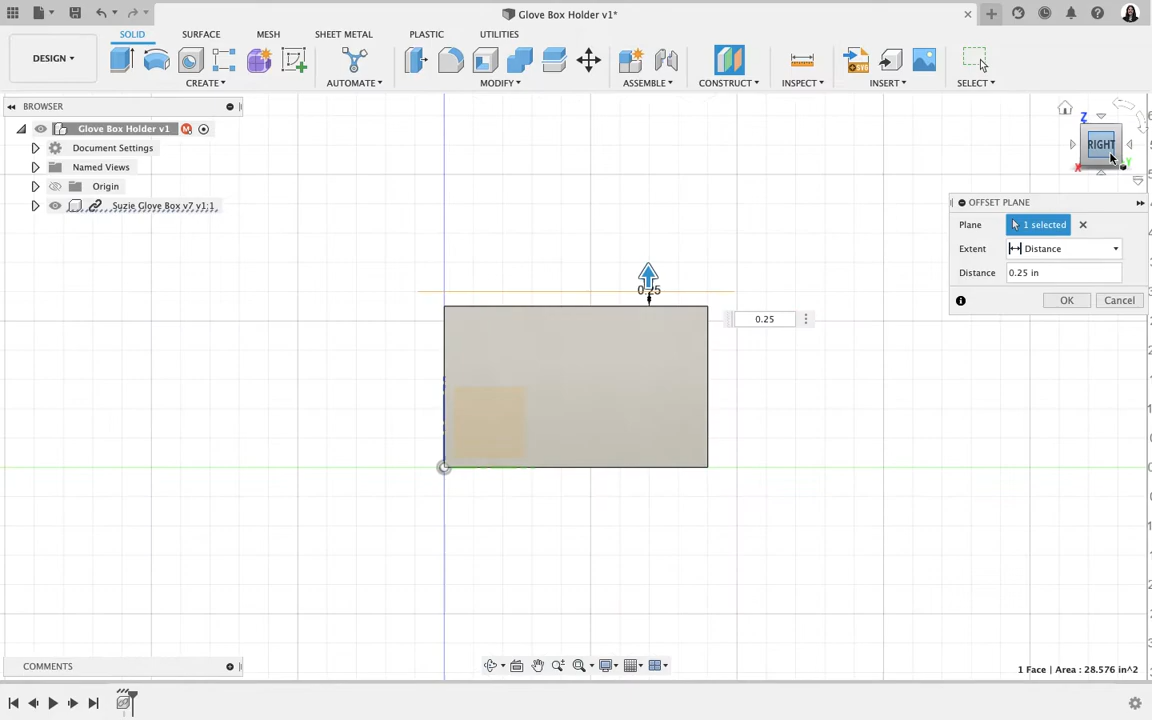 Glove Box Holder v1*
DESIGN
SOLID SURFACE MESH SHEET METAL PLASTIC UTILITIES
CREATE AUTOMATE MODIFY ASSEMBLE CONSTRUCT INSPECT INSERT SELECT
SVG
BROWSER
Glove Box Holder v1
M
Document Settings
Named Views
Origin
Suzie Glove Box v7 v1:1
Z
RIGHT
X
Y
OFFSET PLANE
Plane 1 selected
Extent Distance
Distance 0.25 in
OK Cancel
0.25
0.25
COMMENTS
1 Face | Area : 28.576 in^2